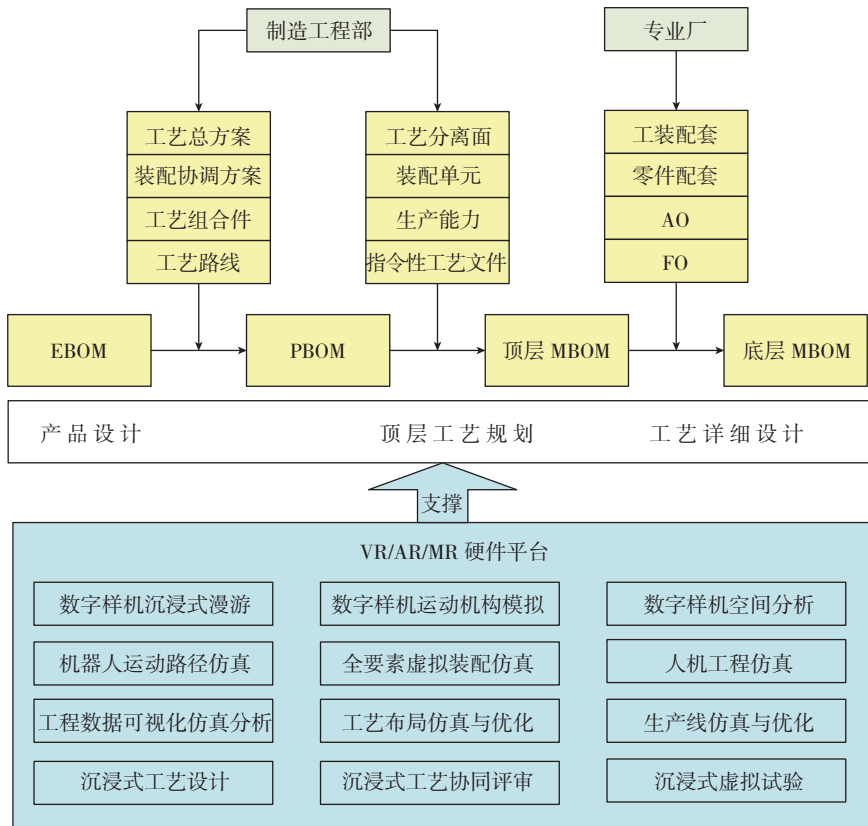 制造工程部
专业厂
工艺总方案
装配协调方案
工艺组合件
工艺路线
工艺分离面
装配单元
生产能力
指令性工艺文件
工装配套
零件配套
AO
FO
EBOM
PBOM
顶层 MBOM
底层 MBOM
产品设计
顶层工艺规划
工艺详细设计
支撑
VR/AR/MR 硬件平台
数字样机沉浸式漫游
数字样机运动机构模拟
数字样机空间分析
机器人运动路径仿真
全要素虚拟装配仿真
人机工程仿真
工程数据可视化仿真分析
工艺布局仿真与优化
生产线仿真与优化
沉浸式工艺设计
沉浸式工艺协同评审
沉浸式虚拟试验